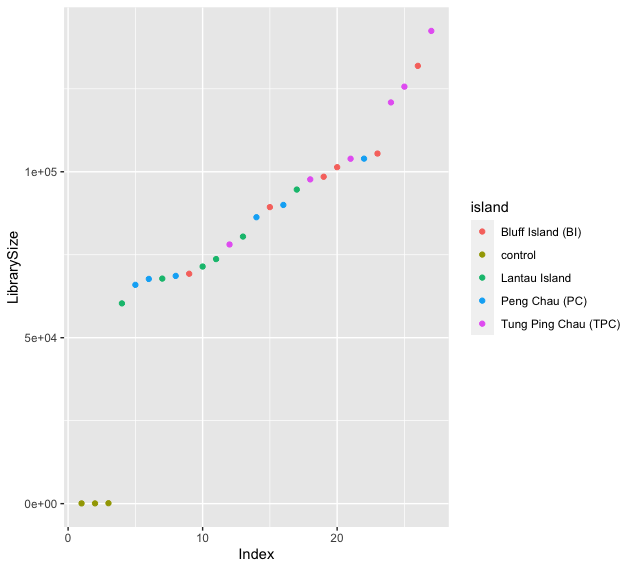 LibrarySize
1e+05
5e+04
0e+00
0
10
20
Index
island
Bluff Island (BI)
control
Lantau Island
Peng Chau (PC)
Tung Ping Chau (TPC)